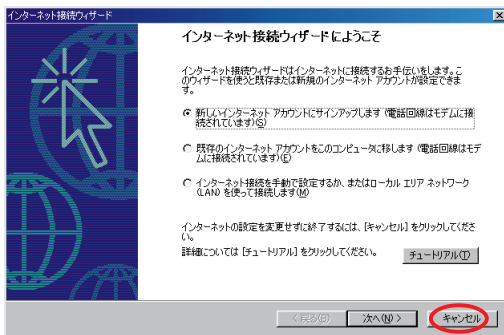 インターネット接続ウィザード
インターネット接続ウィザードにようこそ
インターネット接続ウィザードはインターネットに接続するお手伝いをします。こ
のウィザードを使うと既存または新規のインターネット アカウントが設定できま
す。
新しいインターネット アカウントにサインアップします (電話回線はモデムに接
続されています)(S)
既存のインターネット アカウントをこのコンピュータに移します (電話回線はモデ
ムに接続されています)(E)
インターネット接続を手動で設定するか、またはローカル エリア ネットワーク
(LAN) を使って接続します(M)
インターネットの設定を変更せずに終了するには、[キャンセル] をクリックしてくださ
い。
詳細については [チュートリアル] をクリックしてください。
チュートリアル(T)
< 戻る(B)
次へ(N) >
キャンセル